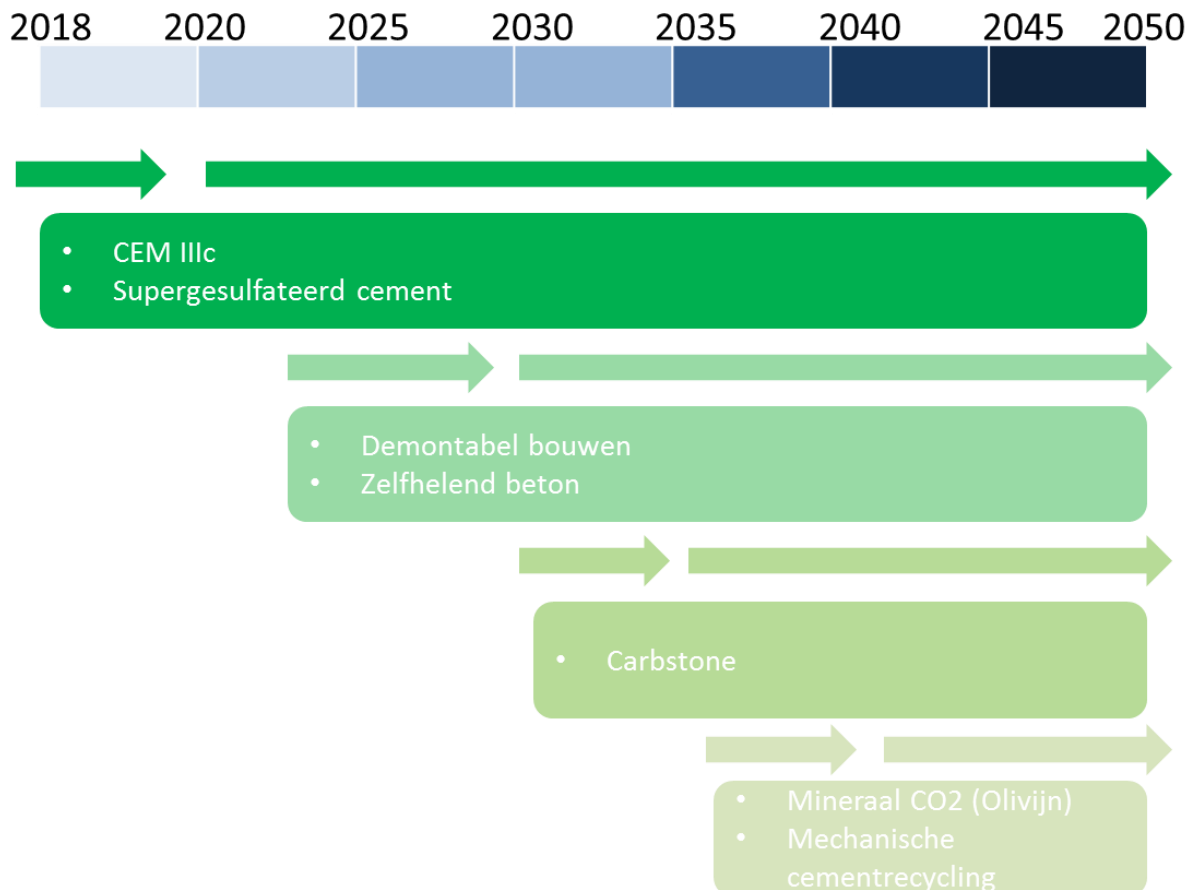 2018 2020 2025 2030 2035 2040 2045 2050
• CEM IIIc
• Supergesulfateerd cement
• Demontabel bouwen
• Zelfhelend beton
• Carbstone
• Mineraal CO2 (Olivijn)
• Mechanische
cementrecycling